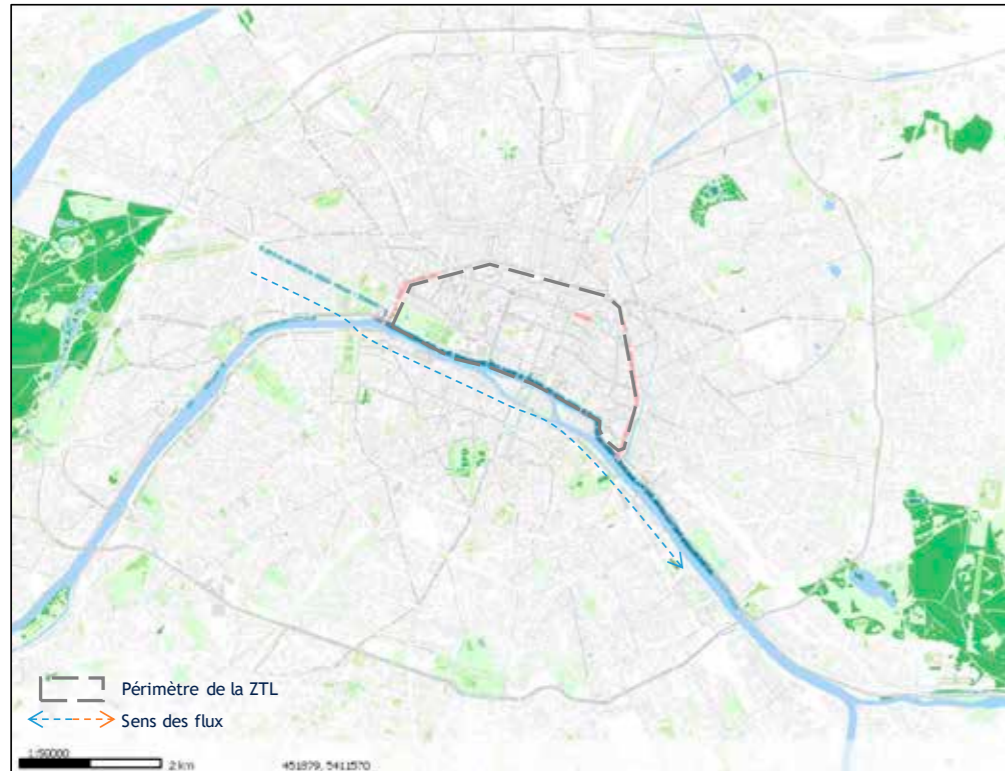 Périmètre de la ZTL
Sens des flux
1:50000
2 km
451879, 5411570